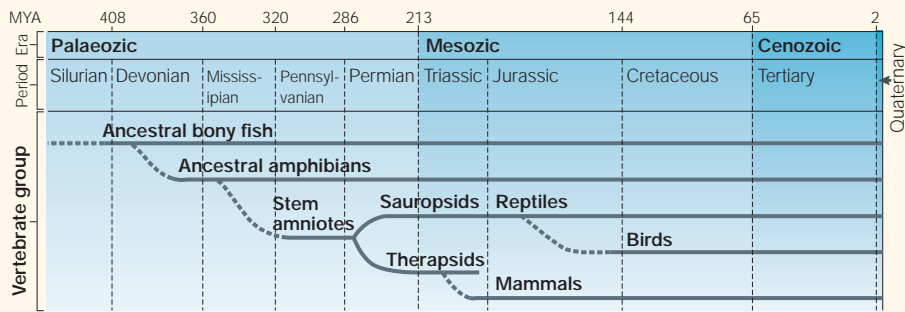 MYA 408 360 320 286 213 144 65 2
Era Palaeozic Mesozic Cenozoic
Period Silurian Devonian Mississ- Pennsyl- Permian Triassic Jurassic Cretaceous Tertiary
ipian vanian
Quaternary
Vertebrate group
Ancestral bony fish
Ancestral amphibians
Stem Sauropsids Reptiles
amniotes
Birds
Therapsids
Mammals